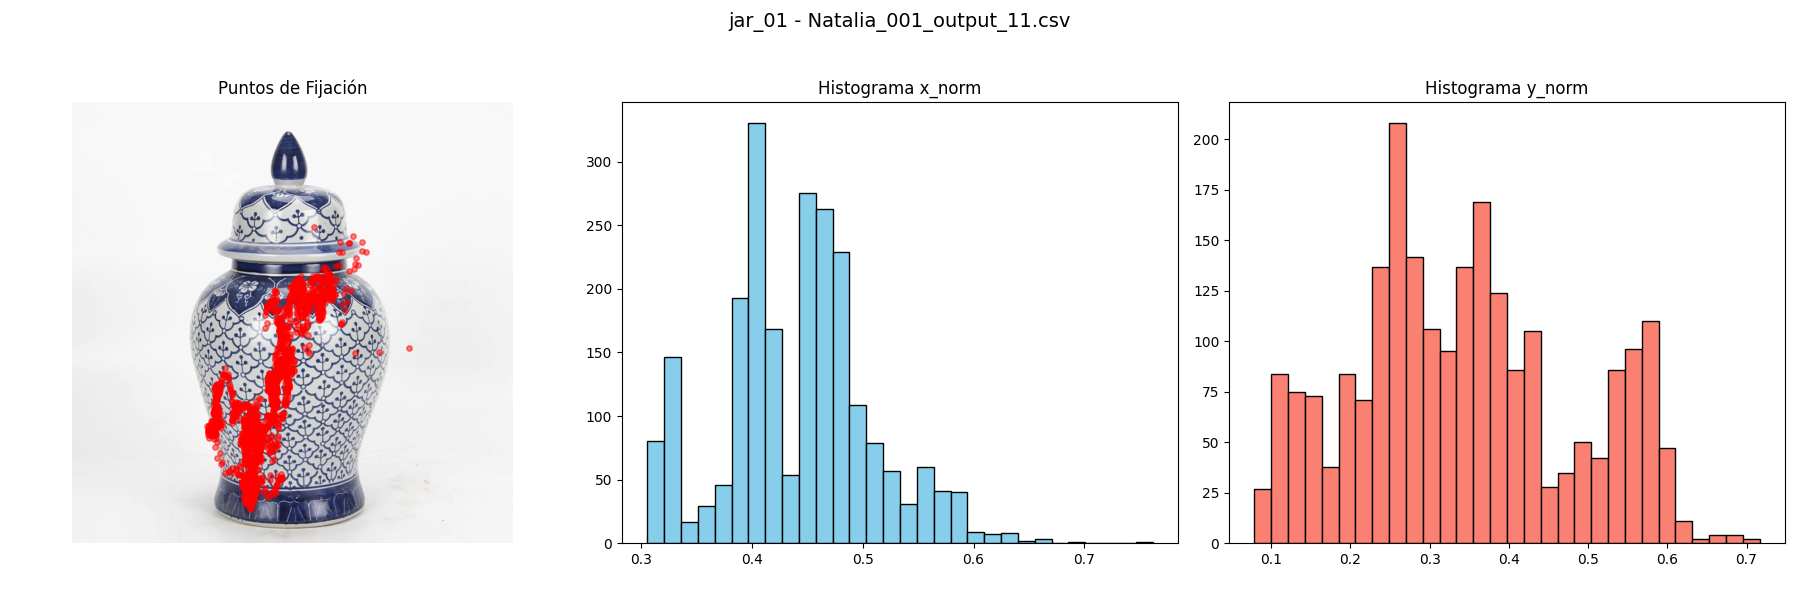 jar_01 - Natalia_001_output_11.csv
Puntos de Fijación
Histograma x_norm
Histograma y_norm
300
250
200
150
100
50
0
0.3 0.4 0.5 0.6 0.7
200
175
150
125
100
75
50
25
0
0.1 0.2 0.3 0.4 0.5 0.6 0.7